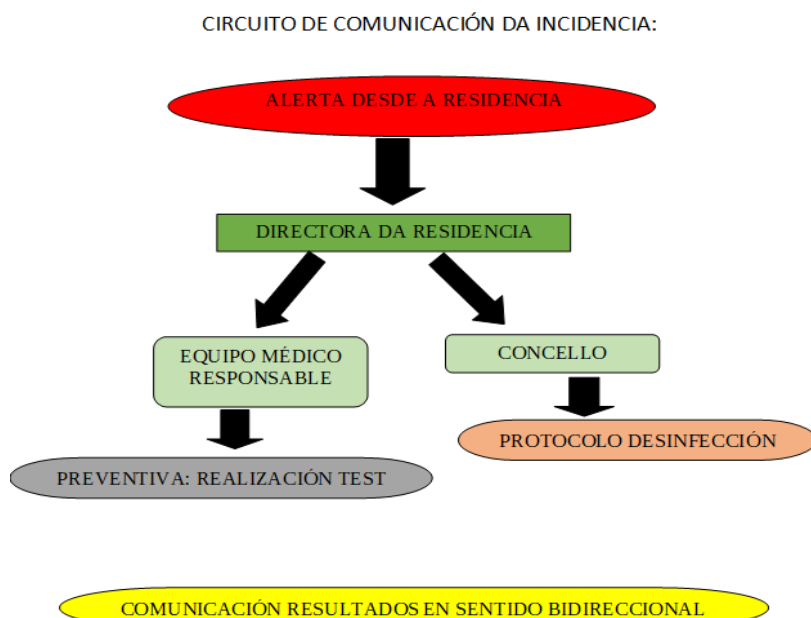 CIRCUITO DE COMUNICACIÓN DA INCIDENCIA:
ALERTA DESDE A RESIDENCIA
DIRECTORA DA RESIDENCIA
EQUIPO MÉDICO
RESPONSABLE
CONCELLO
PROTOCOLO DESINFECCIÓN
PREVENTIVA: REALIZACIÓN TEST
COMUNICACIÓN RESULTADOS EN SENTIDO BIDIRECCIONAL